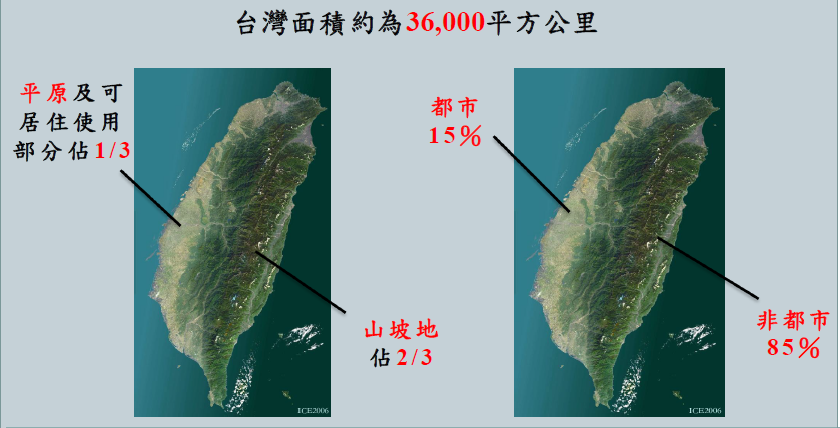 台灣面積約為36,000平方公里
平原及可
居住使用
部分佔1/3
山坡地
佔2/3
ICE2006
都市
15%
非都市
85%
ICE2006